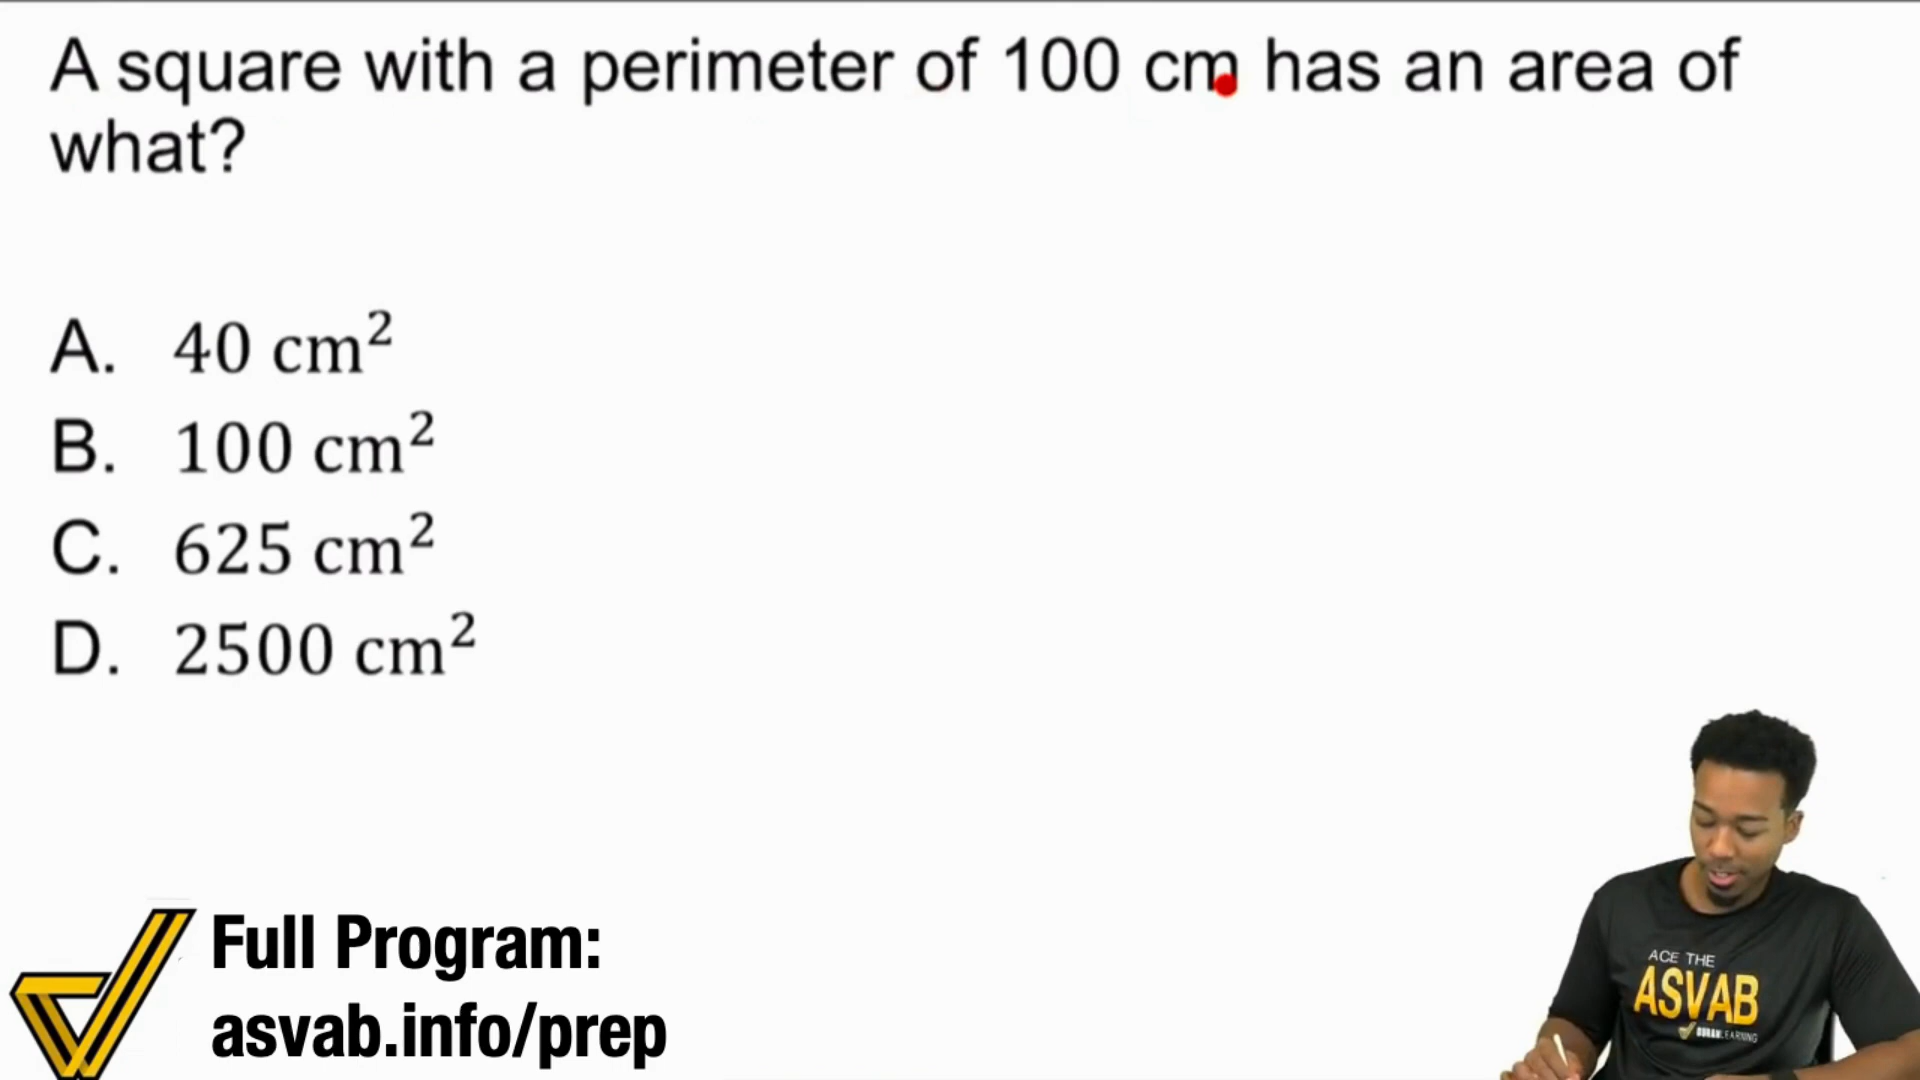 A square with a perimeter of 100 cm has an area of
what?
A. 40 cm²
B. 100 cm²
C. 625 cm²
D. 2500 cm²
Full Program:
asvab.info/prep
ACE THE
ASVAB